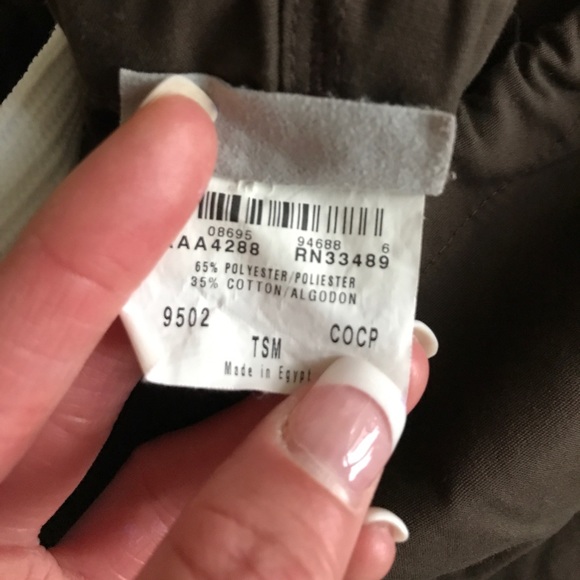 08695 94688 6
AA4288 RN33489
65% POLYESTER/POLIESTER
35% COTTON/ALGODON
9502 COCP
TSM
Made in Egypt